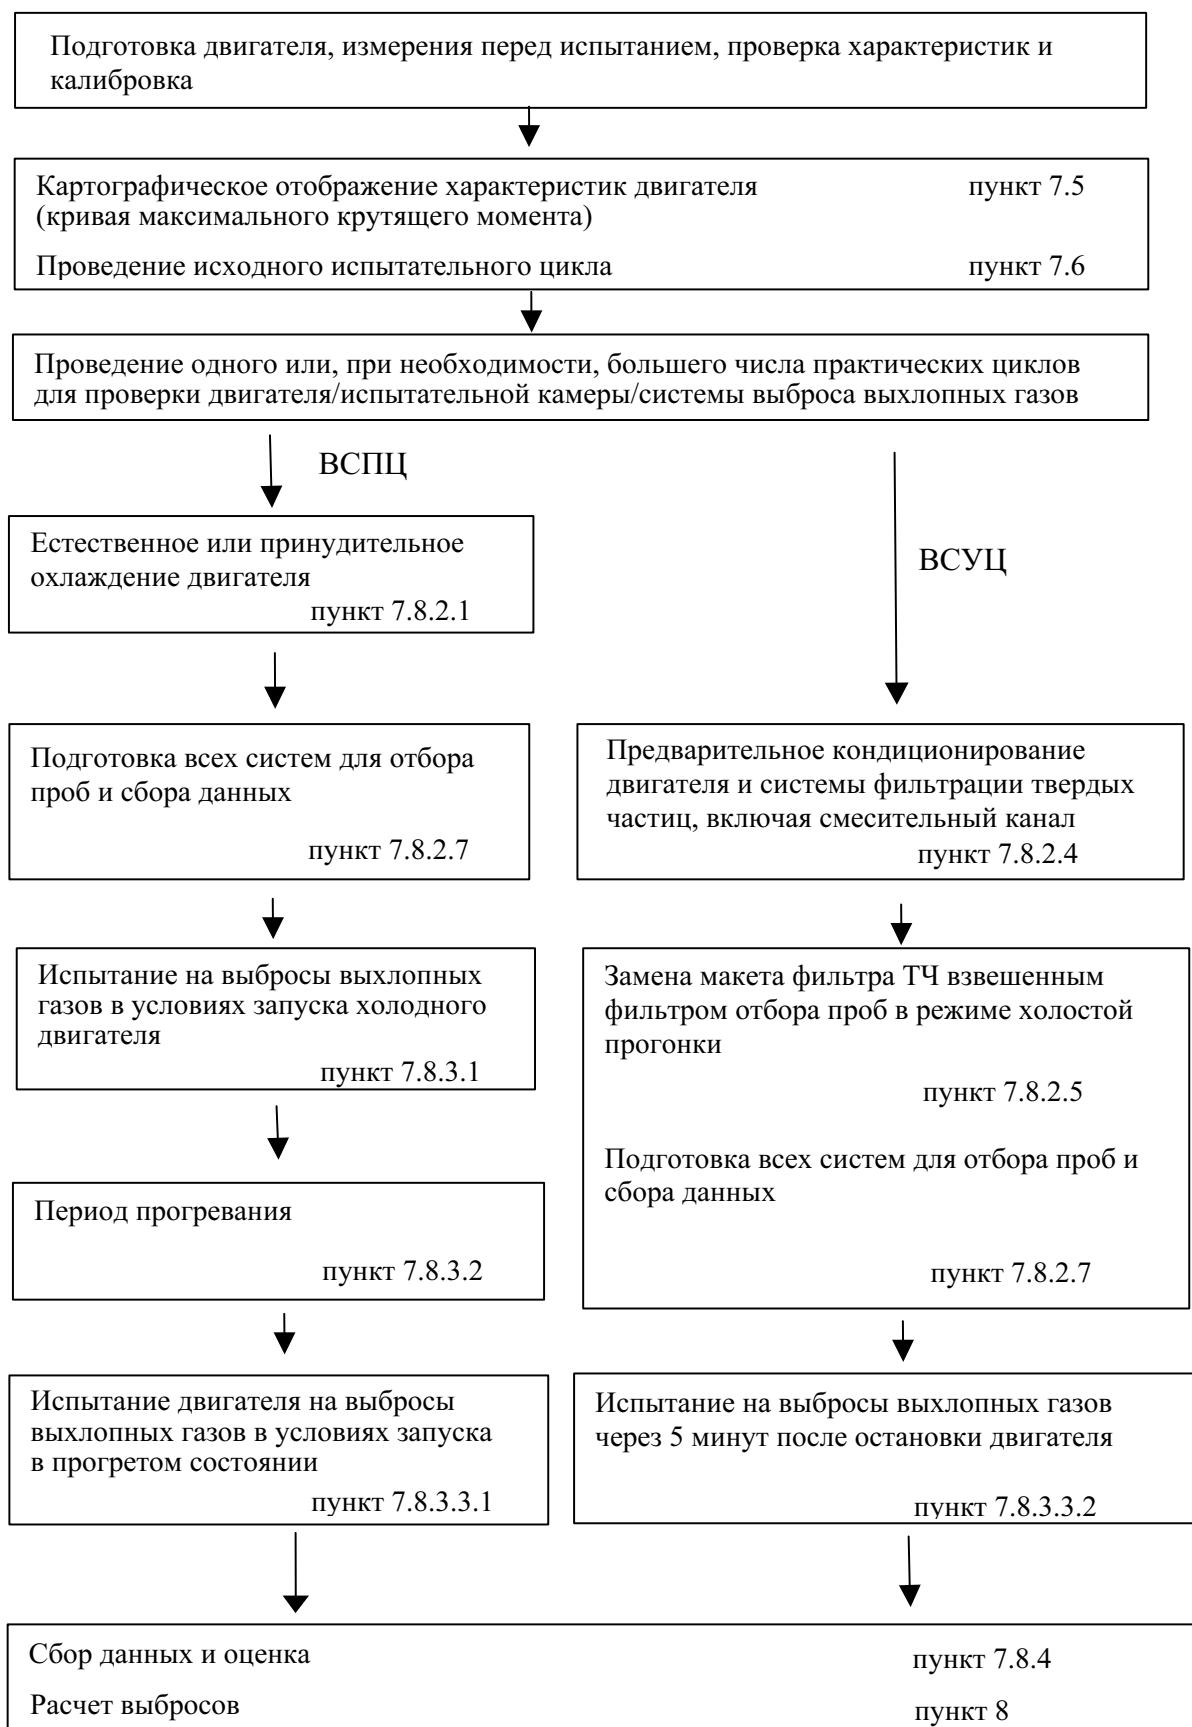 Подготовка двигателя, измерения перед испытанием, проверка характеристик и
калибровка
Картографическое отображение характеристик двигателя пункт 7.5
(кривая максимального крутящего момента)
Проведение исходного испытательного цикла пункт 7.6
Проведение одного или, при необходимости, большего числа практических циклов
для проверки двигателя/испытательной камеры/системы выброса выхлопных газов
ВСПЦ
Естественное или принудительное
охлаждение двигателя
пункт 7.8.2.1
Подготовка всех систем для отбора
проб и сбора данных
пункт 7.8.2.7
Испытание на выбросы выхлопных
газов в условиях запуска холодного
двигателя
пункт 7.8.3.1
Период прогревания
пункт 7.8.3.2
Испытание двигателя на выбросы
выхлопных газов в условиях запуска
в прогретом состоянии
пункт 7.8.3.3.1
ВСУЦ
Предварительное кондиционирование
двигателя и системы фильтрации твердых
частиц, включая смесительный канал
пункт 7.8.2.4
Замена макета фильтра ТЧ взвешенным
фильтром отбора проб в режиме холостой
прогонки
пункт 7.8.2.5
Подготовка всех систем для отбора проб и
сбора данных
пункт 7.8.2.7
Испытание на выбросы выхлопных газов
через 5 минут после остановки двигателя
пункт 7.8.3.3.2
Сбор данных и оценка пункт 7.8.4
Расчет выбросов пункт 8